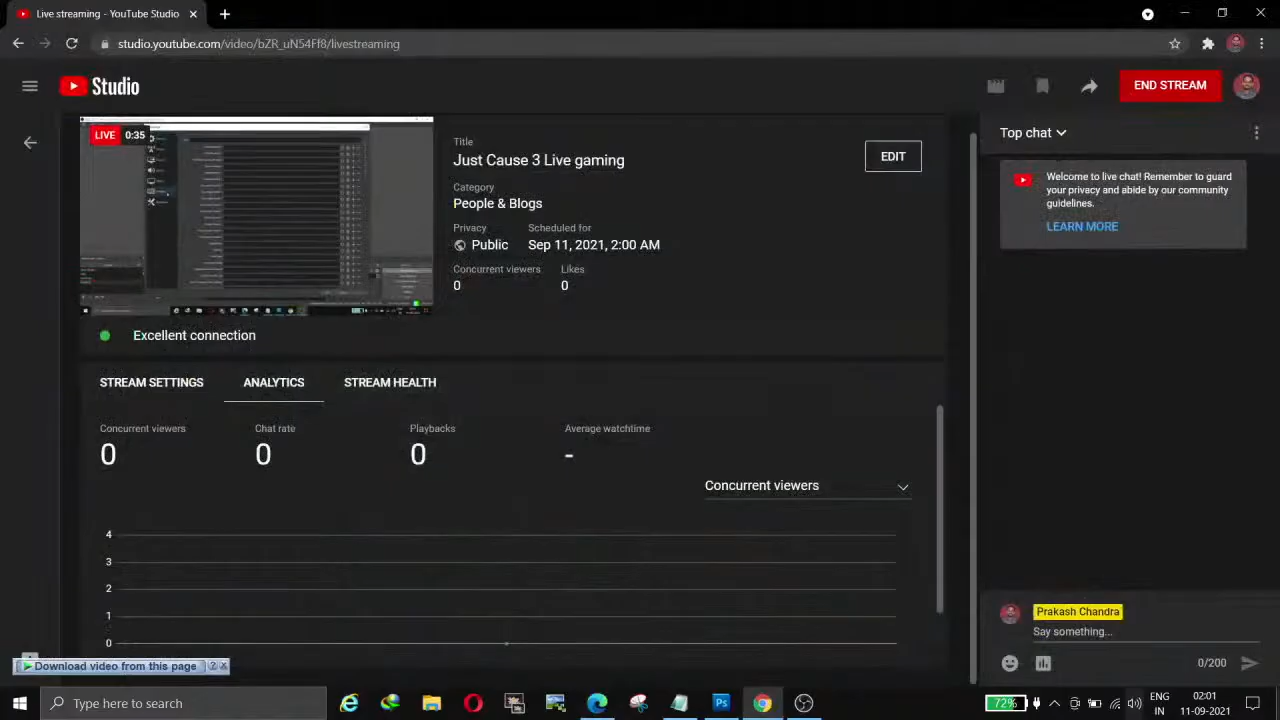 Live streaming - YouTube Studio
studio.youtube.com/video/bZR_uN54Ff8/livestreaming
Studio
END STREAM
LIVE 0:35
Title
Just Cause 3 Live gaming
EDIT
Category
People & Blogs
Privacy
Scheduled for
Public
Sep 11, 2021, 2:00 AM
Concurrent viewers
Likes
0
0
Excellent connection
STREAM SETTINGS
ANALYTICS
STREAM HEALTH
Concurrent viewers
Chat rate
Playbacks
Average watchtime
0
0
0
-
Concurrent viewers
4
3
2
1
0
Top chat
Welcome to live chat! Remember to guard
your privacy and abide by our community
guidelines.
LEARN MORE
Prakash Chandra
Say something...
0/200
Download video from this page
Type here to search
72%
ENG
IN
02:01
11-09-2021